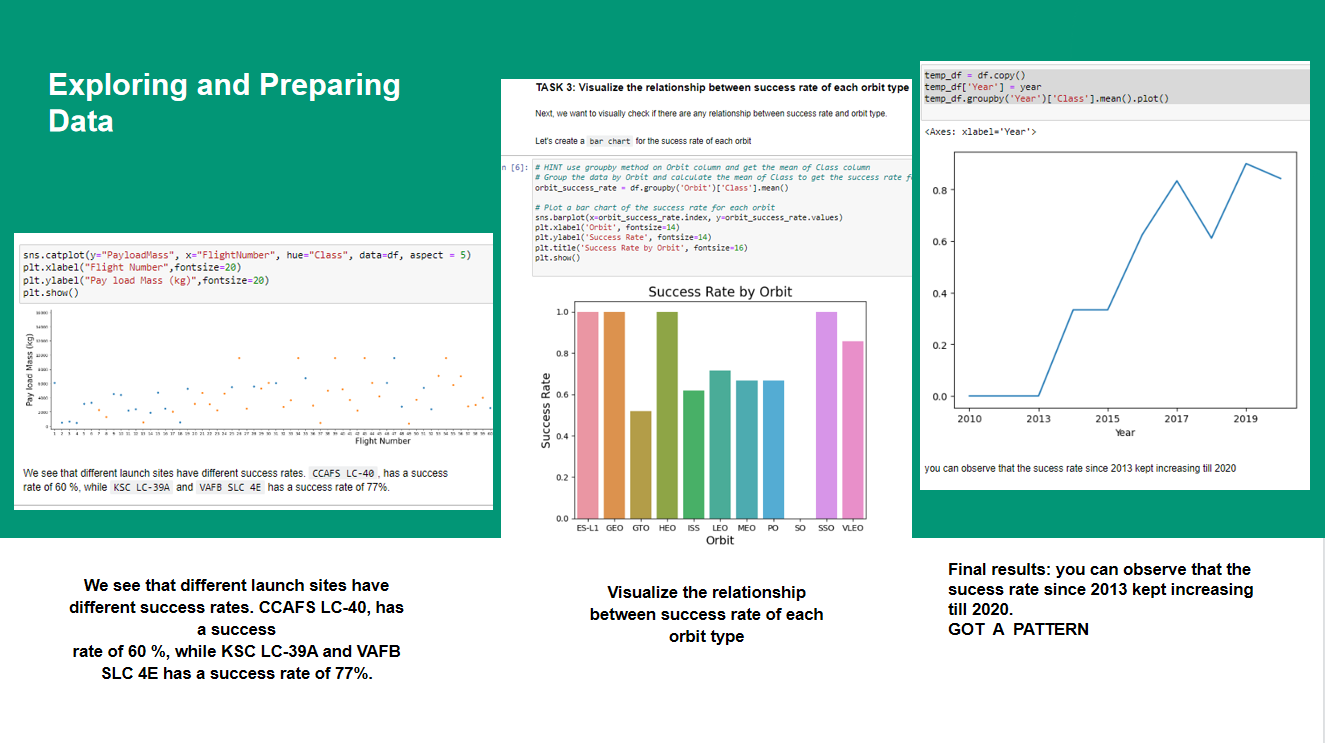 Exploring and Preparing
Data
sns.catplot(y="PayloadMass", x="FlightNumber", hue="Class", data=df, aspect = 5)
plt.xlabel("Flight Number",fontsize=20)
plt.ylabel("Pay load Mass (kg)",fontsize=20)
plt.show()
Pay load Mass (kg)
Flight Number
We see that different launch sites have different success rates. CCAFS LC-40 , has a success
rate of 60 %, while KSC LC-39A and VAFB SLC 4E has a success rate of 77%.
We see that different launch sites have
different success rates. CCAFS LC-40, has
a success
rate of 60 %, while KSC LC-39A and VAFB
SLC 4E has a success rate of 77%.
TASK 3: Visualize the relationship between success rate of each orbit type
Next, we want to visually check if there are any relationship between success rate and orbit type.
Let's create a bar chart for the sucess rate of each orbit
n [6]:
# HINT use groupby method on Orbit column and get the mean of Class column
# Group the data by Orbit and calculate the mean of Class to get the success rate f
orbit_success_rate = df.groupby('Orbit')['Class'].mean()
# Plot a bar chart of the success rate for each orbit
sns.barplot(x=orbit_success_rate.index, y=orbit_success_rate.values)
plt.xlabel('Orbit', fontsize=14)
plt.ylabel('Success Rate', fontsize=14)
plt.title('Success Rate by Orbit', fontsize=16)
plt.show()
Success Rate by Orbit
Success Rate
1.0
0.8
0.6
0.4
0.2
0.0
ES-L1 GEO GTO HEO ISS LEO MEO PO SO SSO VLEO
Orbit
Visualize the relationship
between success rate of each
orbit type
temp_df = df.copy()
temp_df['Year'] = year
temp_df.groupby('Year')['Class'].mean().plot()
<Axes: xlabel='Year'>
0.8
0.6
0.4
0.2
0.0
2010 2013 2015 2017 2019
Year
you can observe that the sucess rate since 2013 kept increasing till 2020
Final results: you can observe that the
sucess rate since 2013 kept increasing
till 2020.
GOT A PATTERN